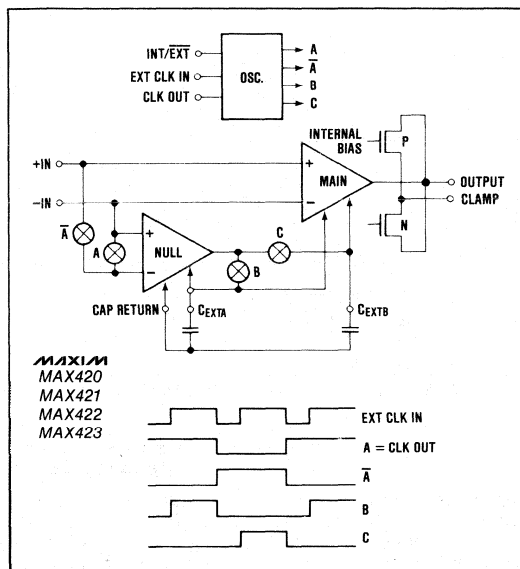 INT/EXT
EXT CLK IN
CLK OUT
OSC.
A
A̅
B
C
INTERNAL
BIAS
P
+IN
+
MAIN
OUTPUT
−IN
−
CLAMP
N
A̅
A
+
NULL
−
C
B
CAP RETURN
CEXTA
CEXTB
MAXIM
MAX420
MAX421
MAX422
MAX423
EXT CLK IN
A = CLK OUT
A̅
B
C